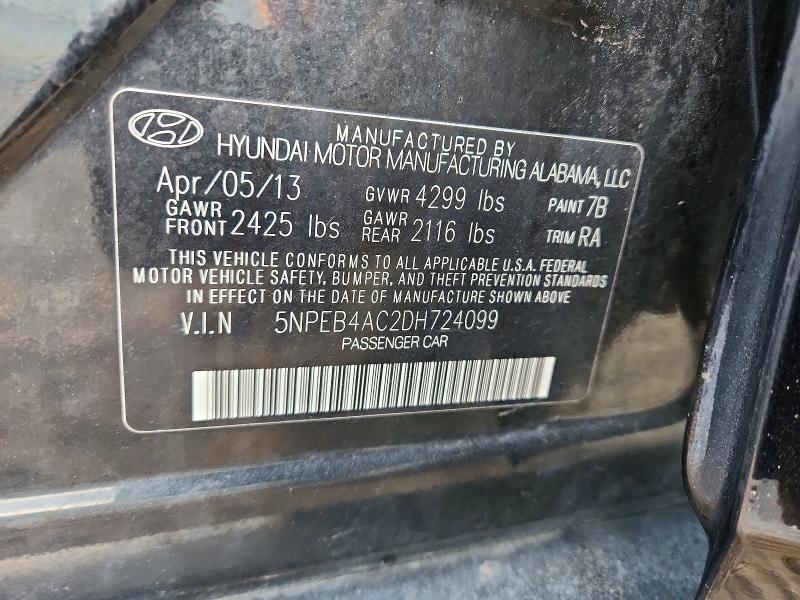 MANUFACTURED BY
HYUNDAI MOTOR MANUFACTURING ALABAMA, LLC
Apr/05/13 GVWR 4299 lbs PAINT 7B
GAWR FRONT 2425 lbs GAWR REAR 2116 lbs TRIM RA
THIS VEHICLE CONFORMS TO ALL APPLICABLE U.S.A. FEDERAL
MOTOR VEHICLE SAFETY, BUMPER, AND THEFT PREVENTION STANDARDS
IN EFFECT ON THE DATE OF MANUFACTURE SHOWN ABOVE
V.I.N 5NPEB4AC2DH724099
PASSENGER CAR